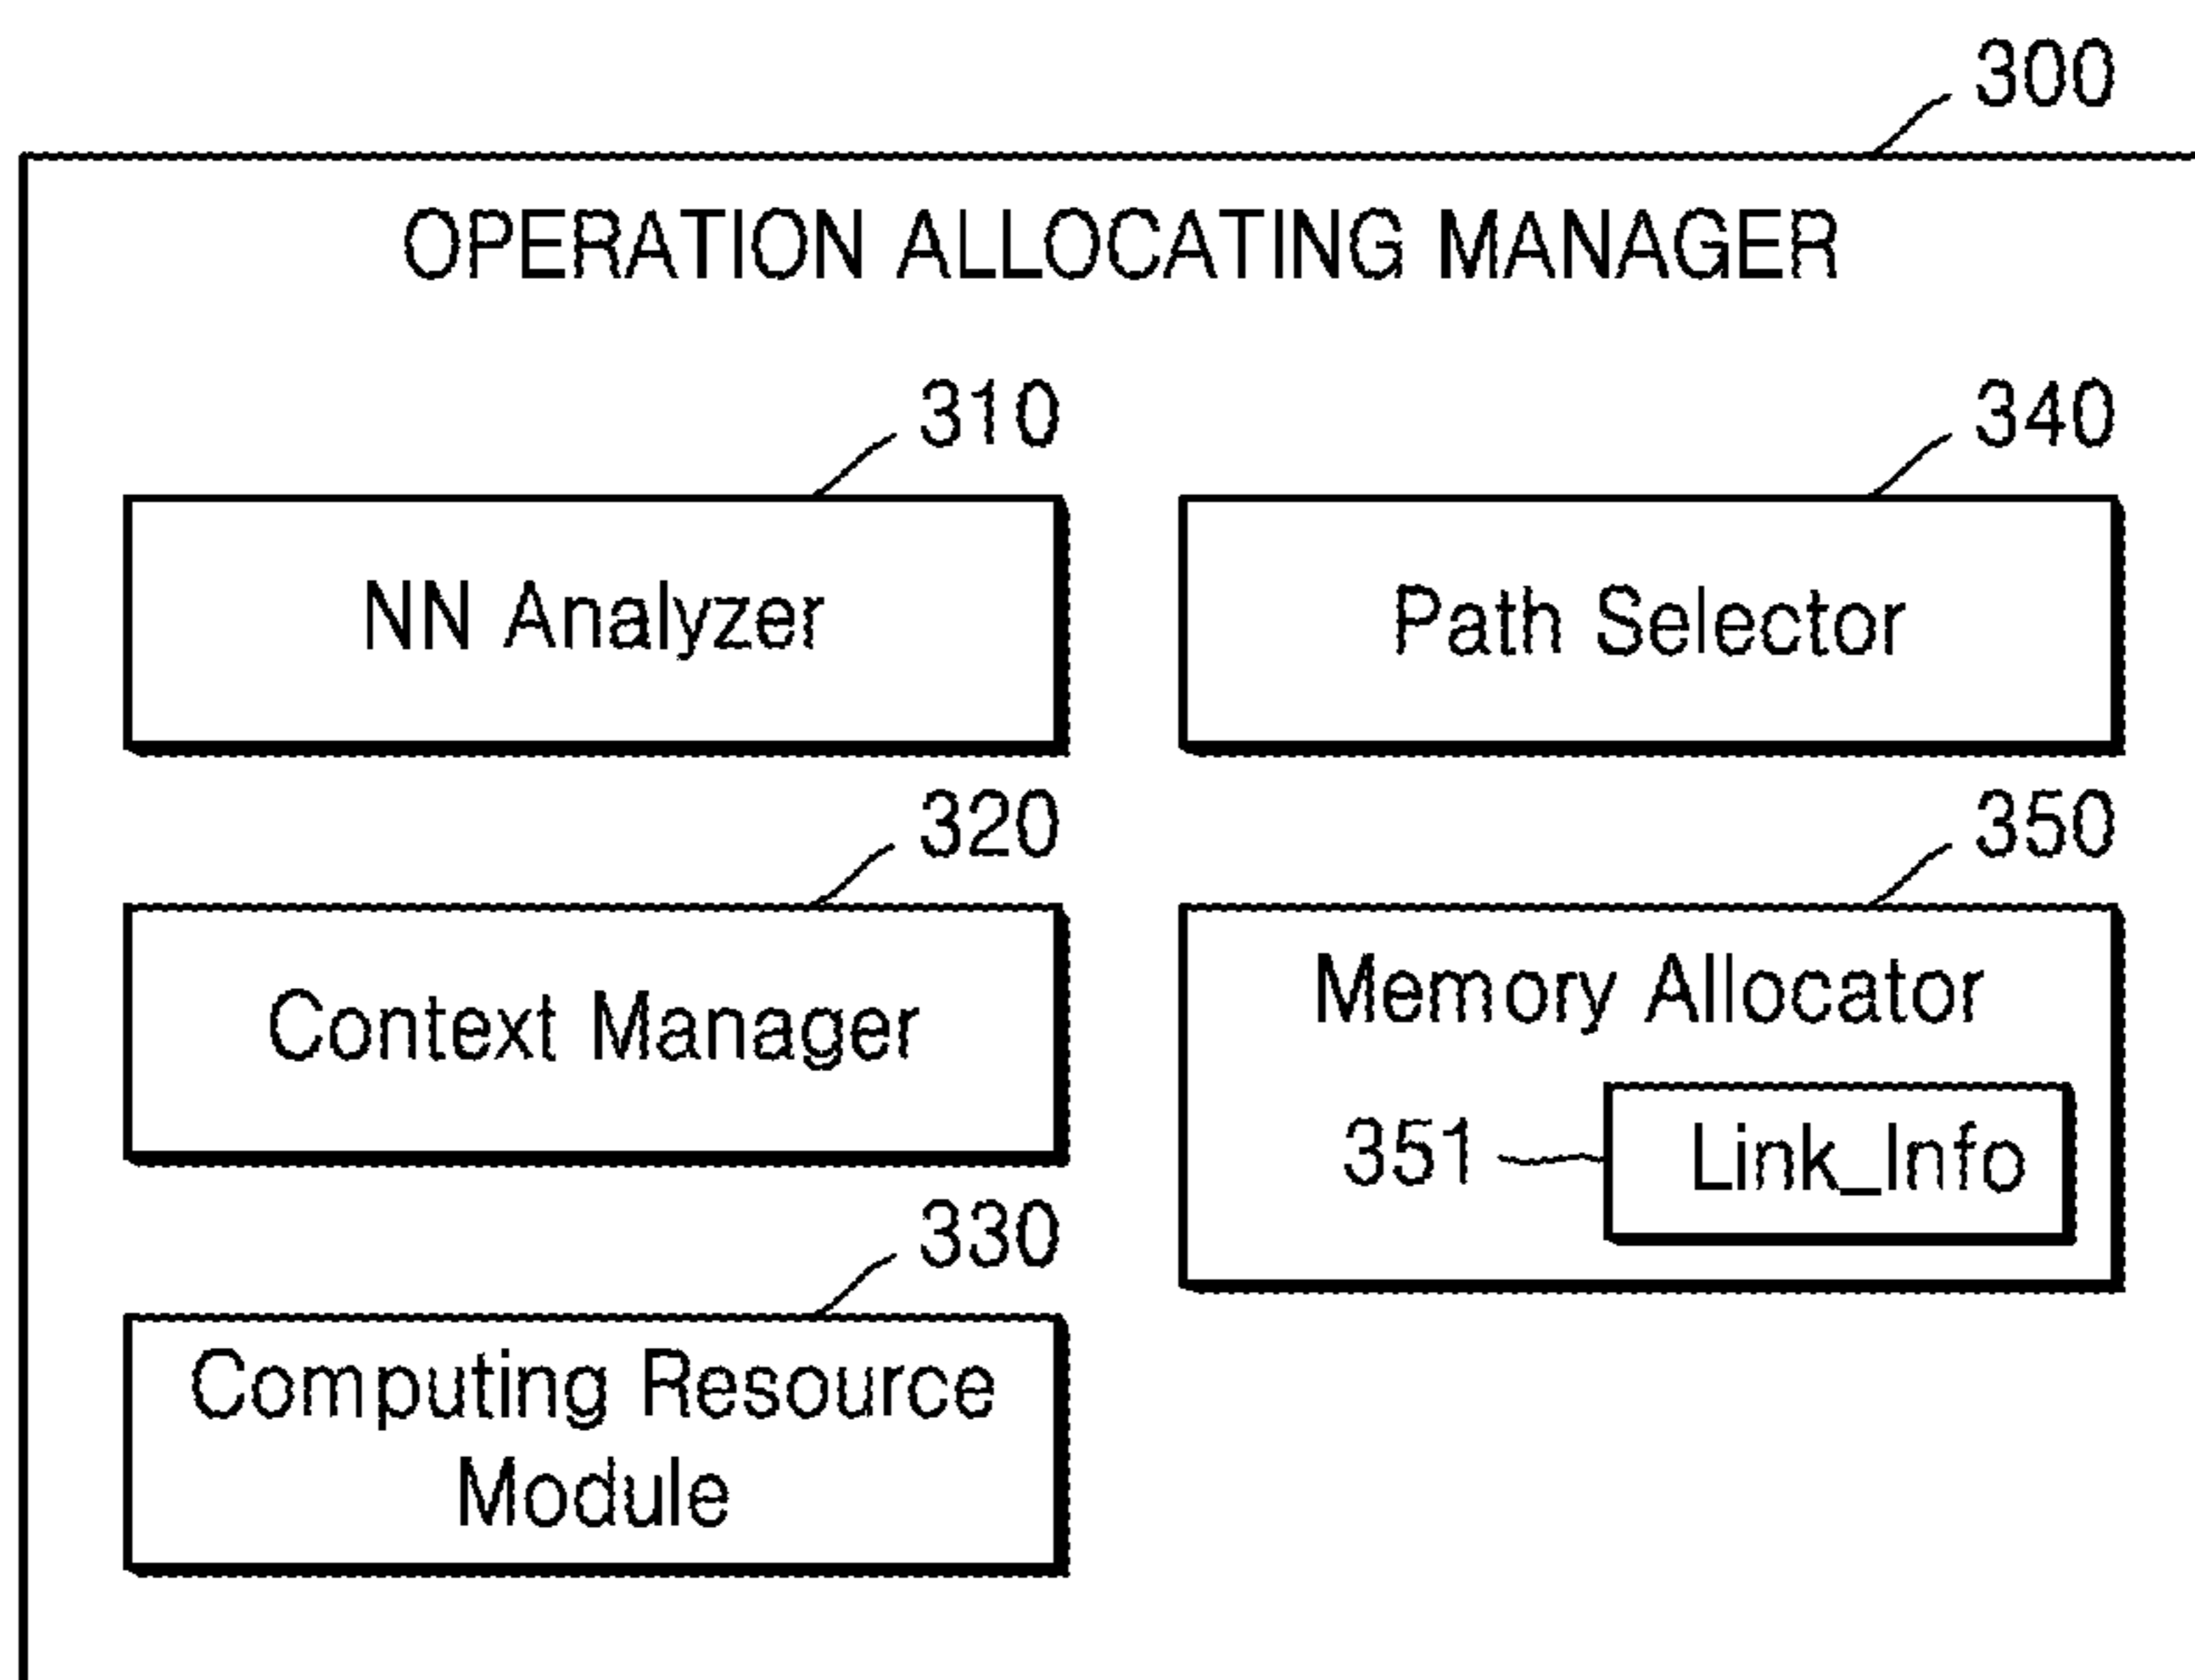 300
OPERATION ALLOCATING MANAGER
310
NN Analyzer
340
Path Selector
320
Context Manager
350
Memory Allocator
351 Link_Info
330
Computing Resource
Module